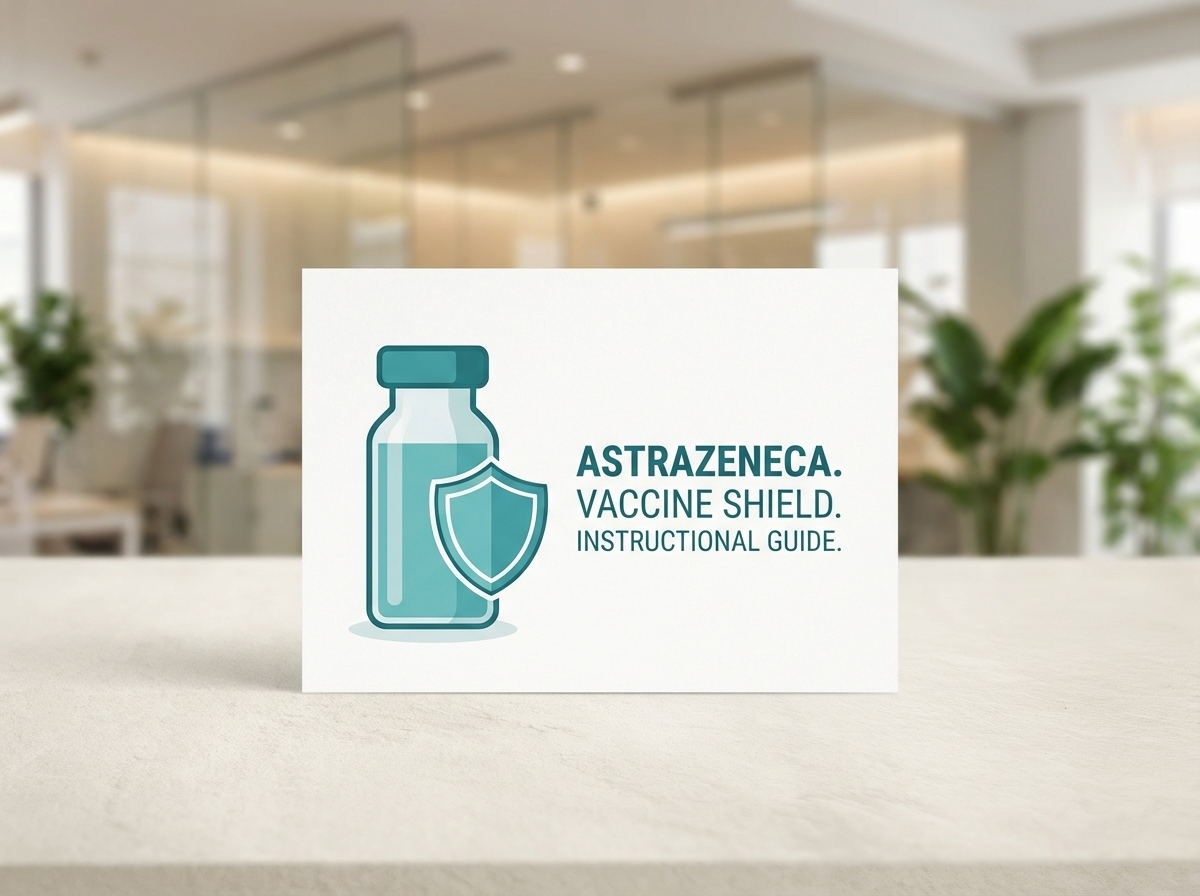 ASTRAZENECA.
VACCINE SHIELD.
INSTRUCTIONAL GUIDE.